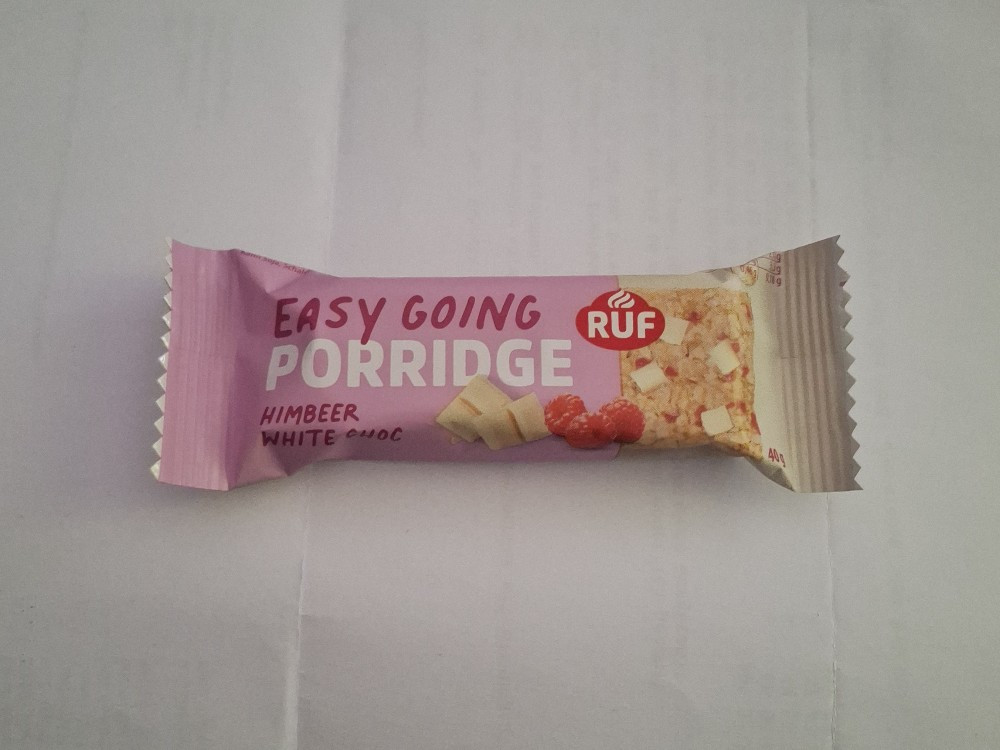 EASY GOING
PORRIDGE
HIMBEER
WHITE CHOC
RUF
40g